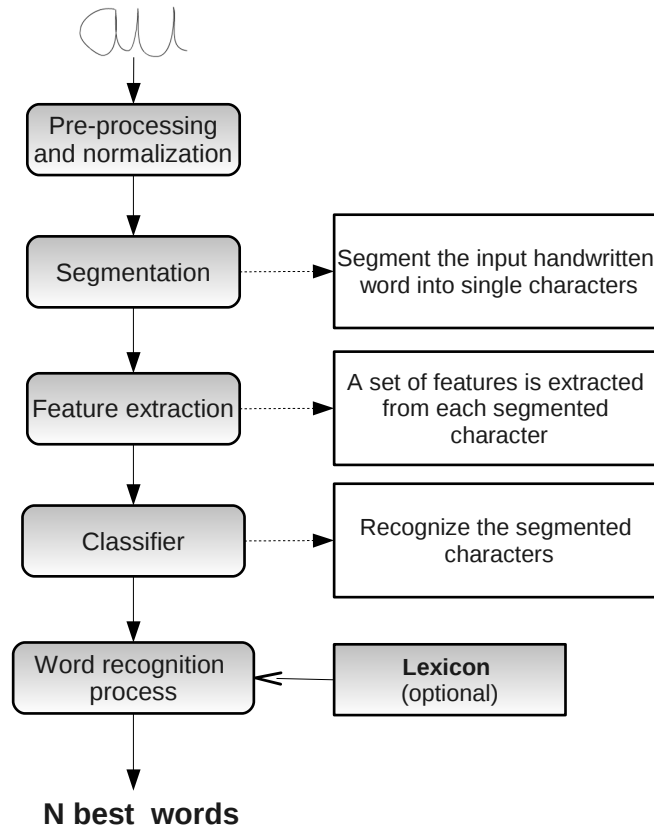 au
Pre-processing
and normalization
Segmentation
Segment the input handwritten
word into single characters
Feature extraction
A set of features is extracted
from each segmented
character
Classifier
Recognize the segmented
characters
Word recognition
process
Lexicon
(optional)
N best words